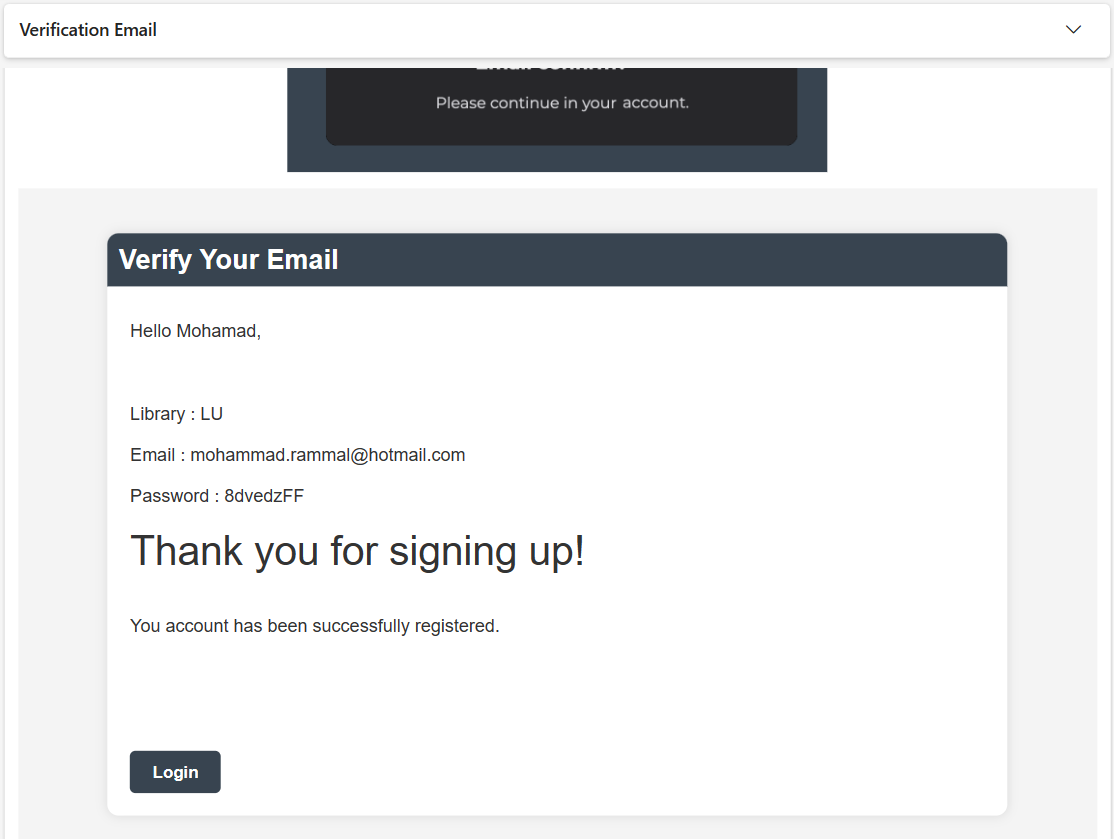 Verification Email
Please continue in your account.
Verify Your Email
Hello Mohamad,
Library : LU
Email : mohammad.rammal@hotmail.com
Password : 8dvedzFF
Thank you for signing up!
You account has been successfully registered.
Login